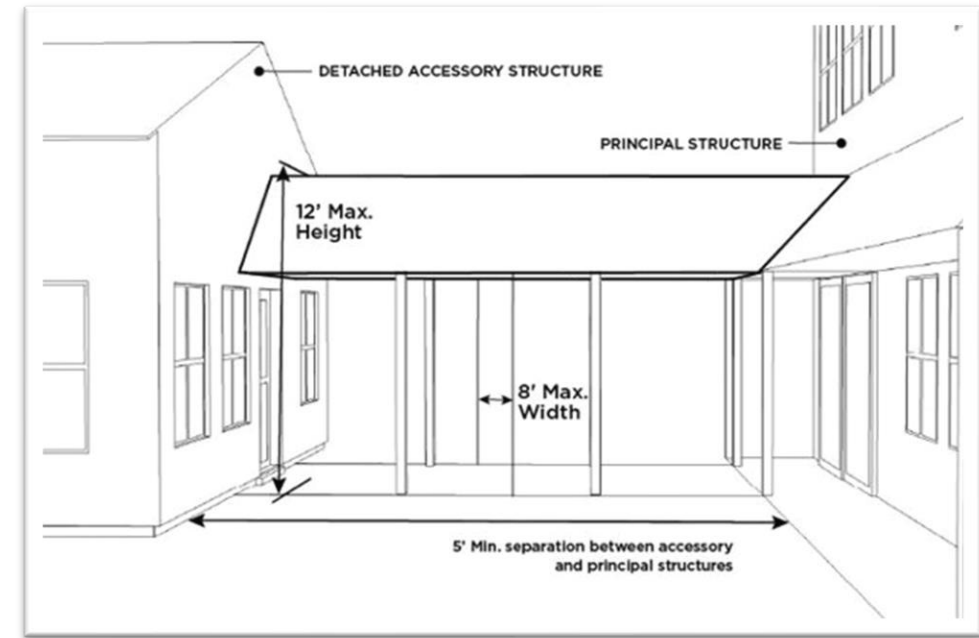 DETACHED ACCESSORY STRUCTURE
PRINCIPAL STRUCTURE
12' Max.
Height
8' Max.
Width
5' Min. separation between accessory
and principal structures